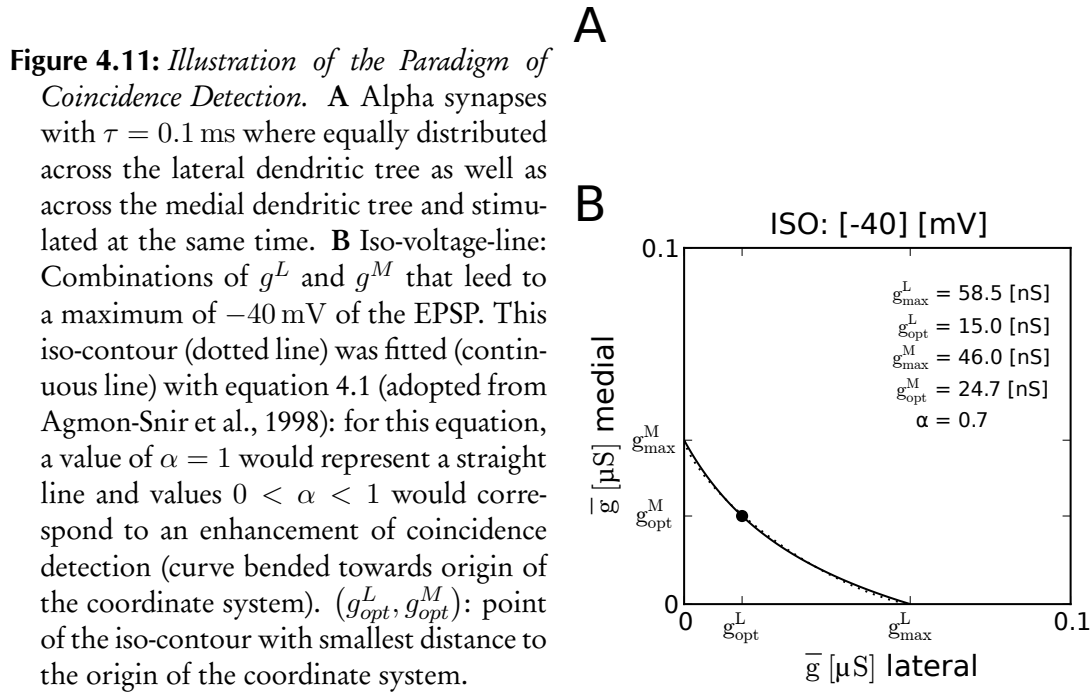 Figure 4.11: Illustration of the Paradigm of
Coincidence Detection. A Alpha synapses
with τ = 0.1 ms where equally distributed
across the lateral dendritic tree as well as
across the medial dendritic tree and stimu-
lated at the same time. B Iso-voltage-line:
Combinations of g^L and g^M that leed to
a maximum of −40 mV of the EPSP. This
iso-contour (dotted line) was fitted (contin-
uous line) with equation 4.1 (adopted from
Agmon-Snir et al., 1998): for this equation,
a value of α = 1 would represent a straight
line and values 0 < α < 1 would corre-
spond to an enhancement of coincidence
detection (curve bended towards origin of
the coordinate system). (g^L_opt, g^M_opt): point
of the iso-contour with smallest distance to
the origin of the coordinate system.
A
B
ISO: [-40] [mV]
0.1
g^L_max = 58.5 [nS]
g^L_opt = 15.0 [nS]
g^M_max = 46.0 [nS]
g^M_opt = 24.7 [nS]
α = 0.7
g̅ [µS] medial
g^M_max
g^M_opt
0
0
g^L_opt
g^L_max
0.1
g̅ [µS] lateral